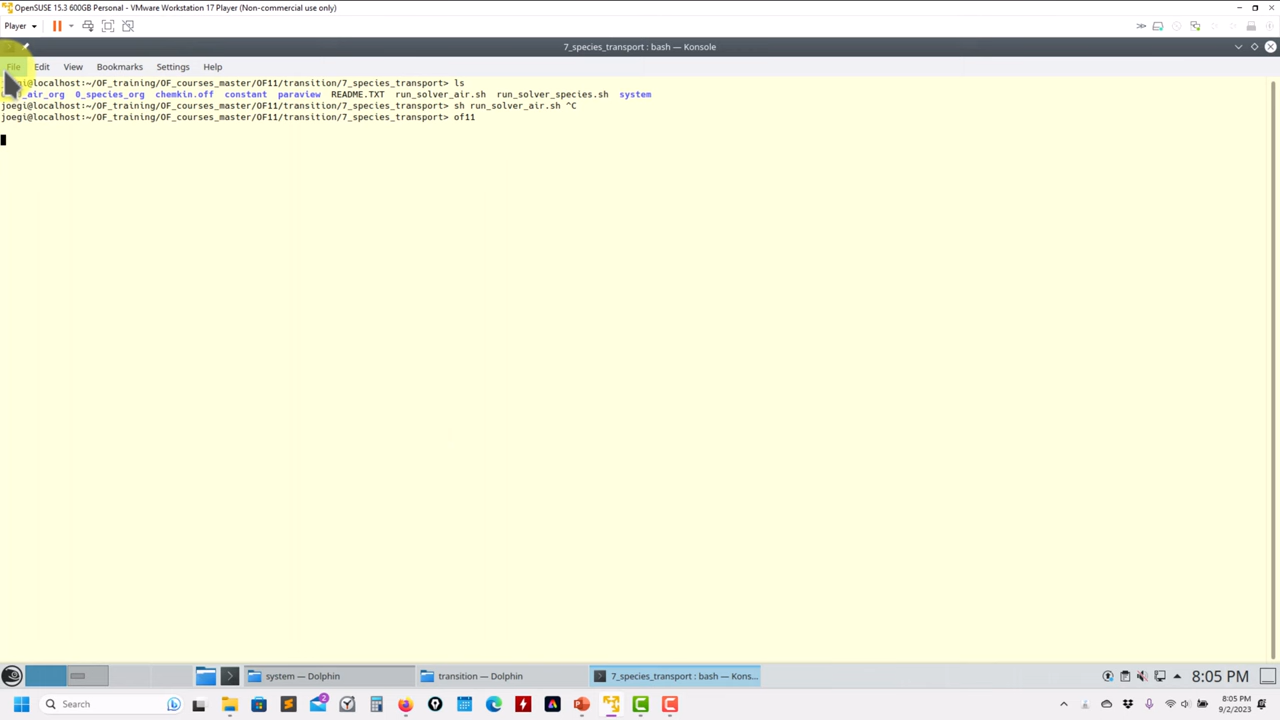 OpenSUSE 15.3 600GB Personal - VMware Workstation 17 Player (Non-commercial use only)
Player
7_species_transport : bash — Konsole
File Edit View Bookmarks Settings Help
@localhost:~/OF_training/OF_courses_master/OF11/transition/7_species_transport> ls
_air_org 0_species_org chemkin.off constant paraview README.TXT run_solver_air.sh run_solver_species.sh system
joegi@localhost:~/OF_training/OF_courses_master/OF11/transition/7_species_transport> sh run_solver_air.sh ^C
joegi@localhost:~/OF_training/OF_courses_master/OF11/transition/7_species_transport> of11
system — Dolphin
transition — Dolphin
7_species_transport : bash — Kons...
8:05 PM
Search
2
8:05 PM
9/2/2023